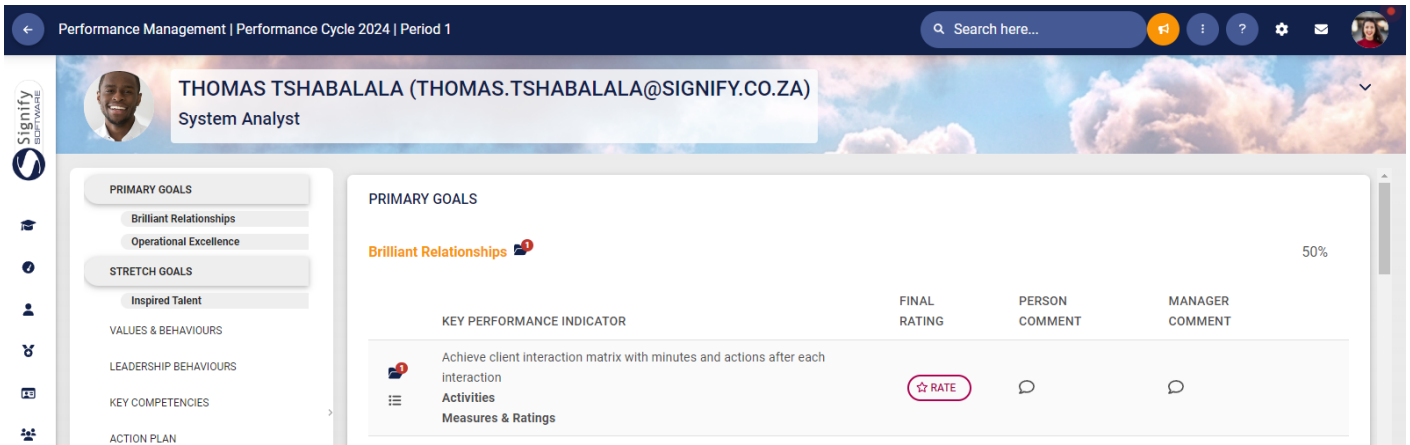 Performance Management | Performance Cycle 2024 | Period 1
Search here...
?
Signify
SOFTWARE
THOMAS TSHABALALA (THOMAS.TSHABALALA@SIGNIFY.CO.ZA)
System Analyst
PRIMARY GOALS
Brilliant Relationships
Operational Excellence
STRETCH GOALS
Inspired Talent
VALUES & BEHAVIOURS
LEADERSHIP BEHAVIOURS
KEY COMPETENCIES
ACTION PLAN
PRIMARY GOALS
Brilliant Relationships 1
50%
KEY PERFORMANCE INDICATOR
FINAL
RATING
PERSON
COMMENT
MANAGER
COMMENT
1
Achieve client interaction matrix with minutes and actions after each
interaction
Activities
Measures & Ratings
RATE